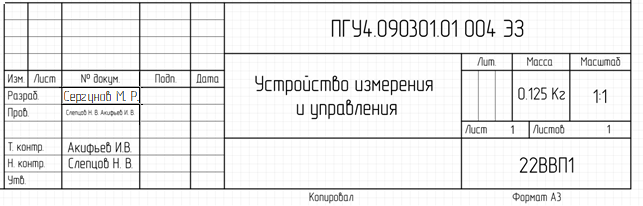 ПГУ4.090301.01 004 ЭЗ
Изм. Лист № докум. Подп. Дата
Разраб. Сергунов М. Р.
Пров. Слепцов Н. В. Акифьев И. В.
Т. контр. Акифьев И.В.
Н. контр. Слепцов Н. В.
Утв.
Устройство измерения
и управления
Лит. Масса Масштаб
0.125 Кг 1:1
Лист 1 Листов 1
22ВВП1
Копировал Формат А3